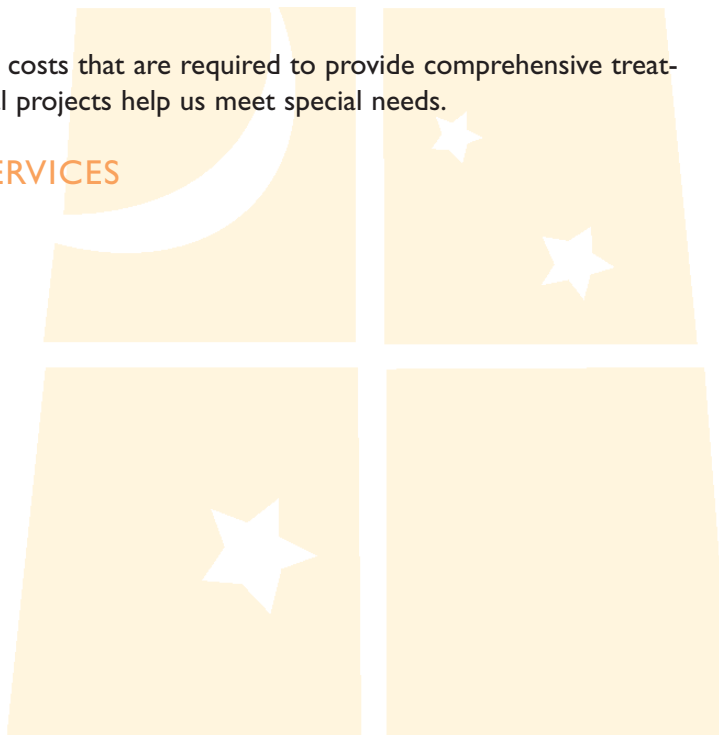 costs that are required to provide comprehensive treat-
l projects help us meet special needs.
ERVICES